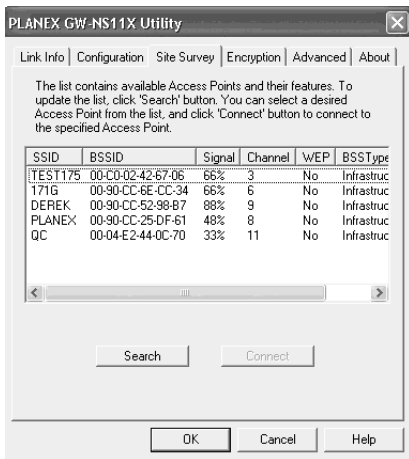 PLANEX GW-NS11X Utility
Link Info Configuration Site Survey Encryption Advanced About
The list contains available Access Points and their features. To
update the list, click 'Search' button. You can select a desired
Access Point from the list, and click 'Connect' button to connect to
the specified Access Point.
SSID BSSID Signal Channel WEP BSSType
TEST175 00-C0-02-42-67-06 66% 3 No Infrastruc
171G 00-90-CC-6E-CC-34 66% 6 No Infrastruc
DEREK 00-90-CC-52-98-B7 88% 9 No Infrastruc
PLANEX 00-90-CC-25-DF-61 48% 8 No Infrastruc
QC 00-04-E2-44-0C-70 33% 11 No Infrastruc
Search Connect
OK Cancel Help